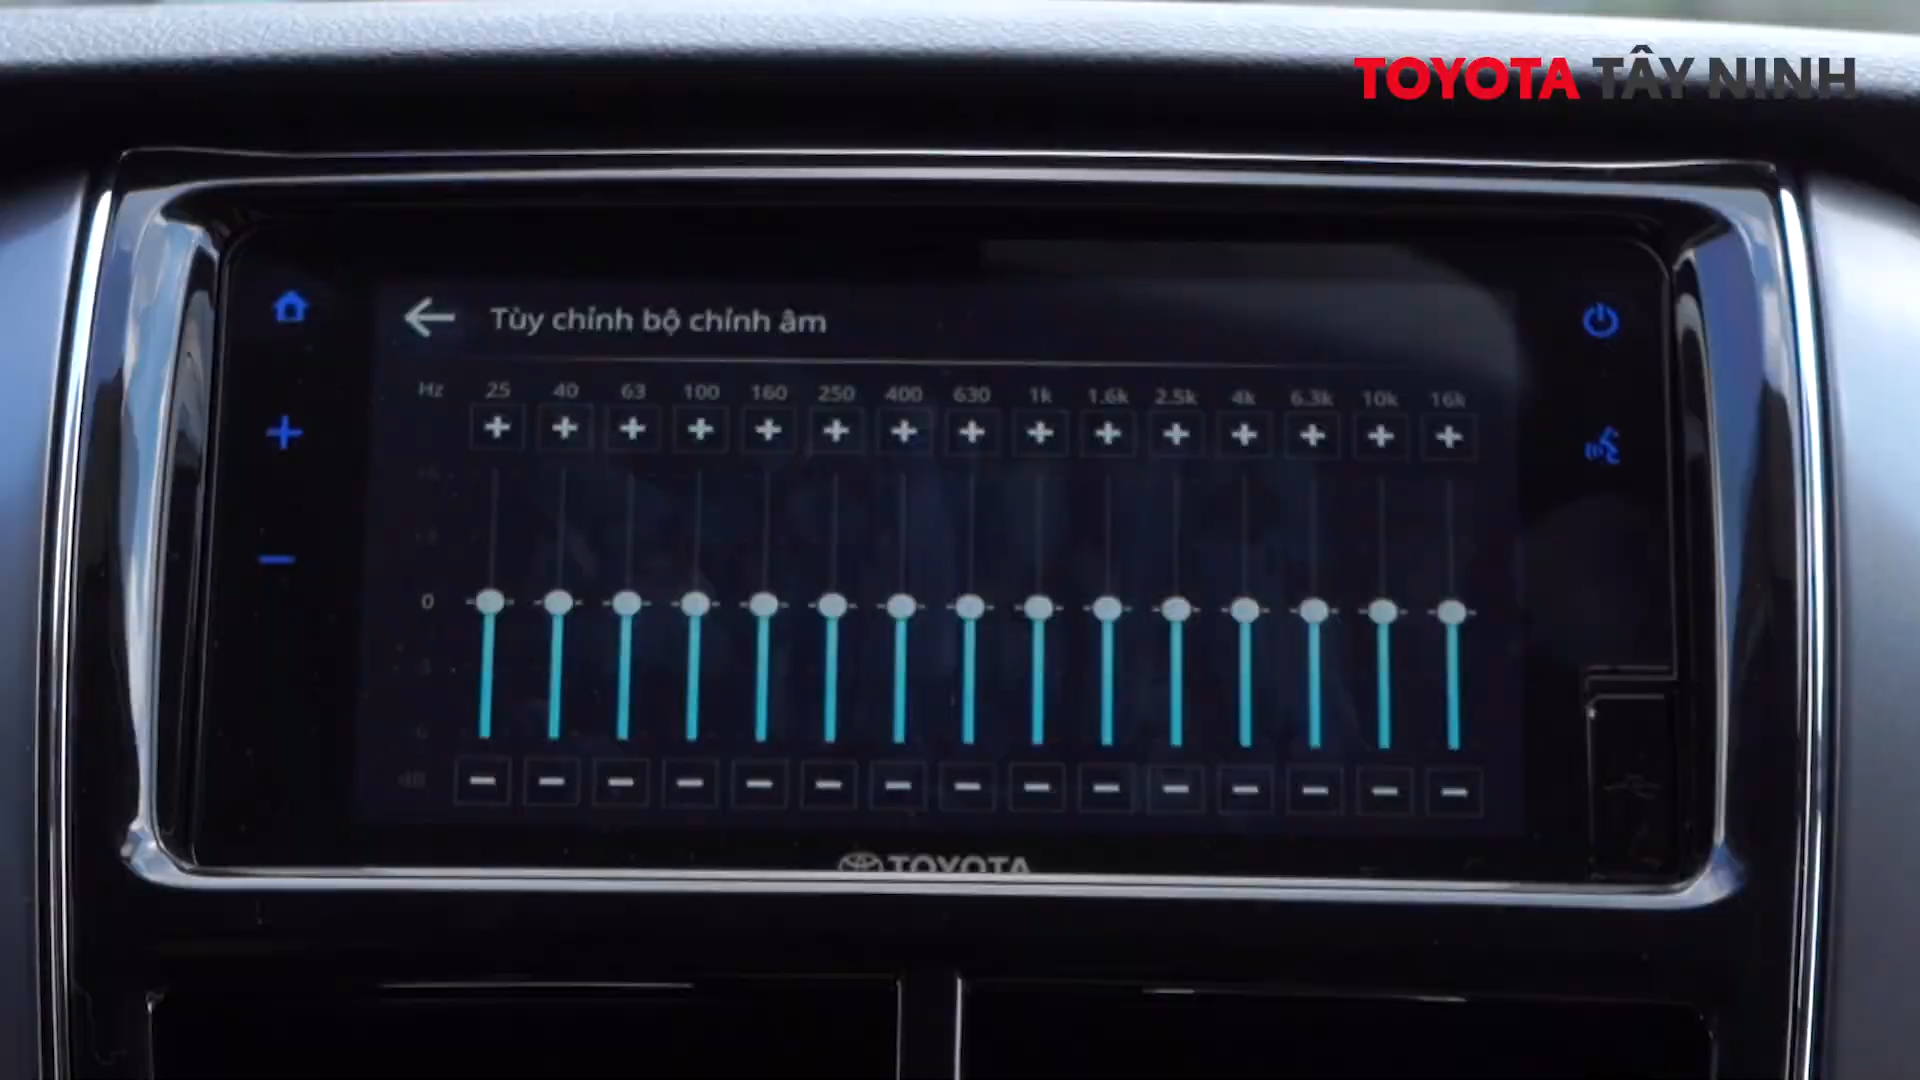 TOYOTA TÂY NINH
Tùy chỉnh bộ chỉnh âm
Hz 25 40 63 100 160 250 400 630 1k 1.6k 2.5k 4k 6.3k 10k 16k
0
TOYOTA